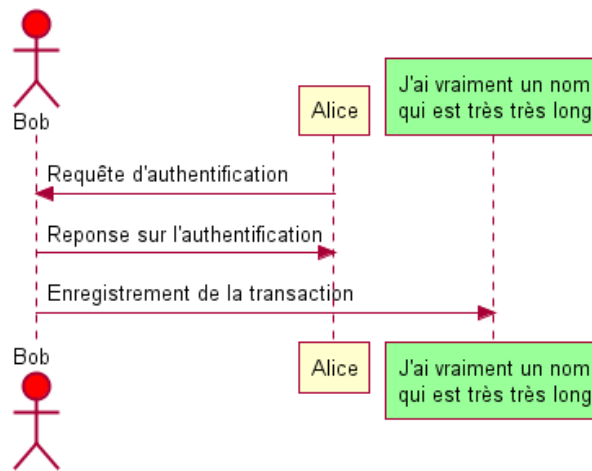 Bob
Alice
J'ai vraiment un nom
qui est très très long
Requête d'authentification
Reponse sur l'authentification
Enregistrement de la transaction
Bob
Alice
J'ai vraiment un nom
qui est très très long